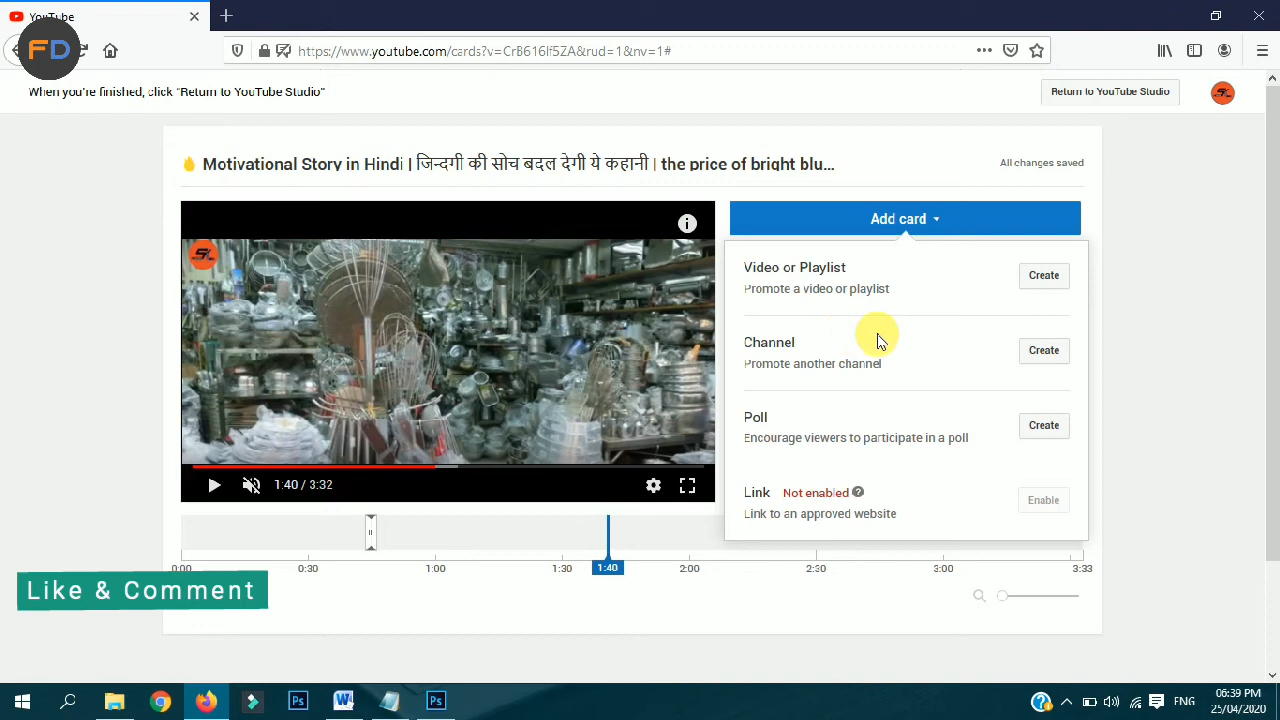 YouTube
FD
https://www.youtube.com/cards?v=CrB616If5ZA&rud=1&nv=1#
When you're finished, click "Return to YouTube Studio"
Return to YouTube Studio
Motivational Story in Hindi | जिन्दगी की सोच बदल देगी ये कहानी | the price of bright blu...
All changes saved
Add card
Video or Playlist
Promote a video or playlist
Create
Channel
Promote another channel
Create
Poll
Encourage viewers to participate in a poll
Create
Link Not enabled
Link to an approved website
Enable
1:40 / 3:32
0:00 0:30 1:00 1:30 1:40 2:00 2:30 3:00 3:33
Like & Comment
ENG
06:39 PM
25/04/2020